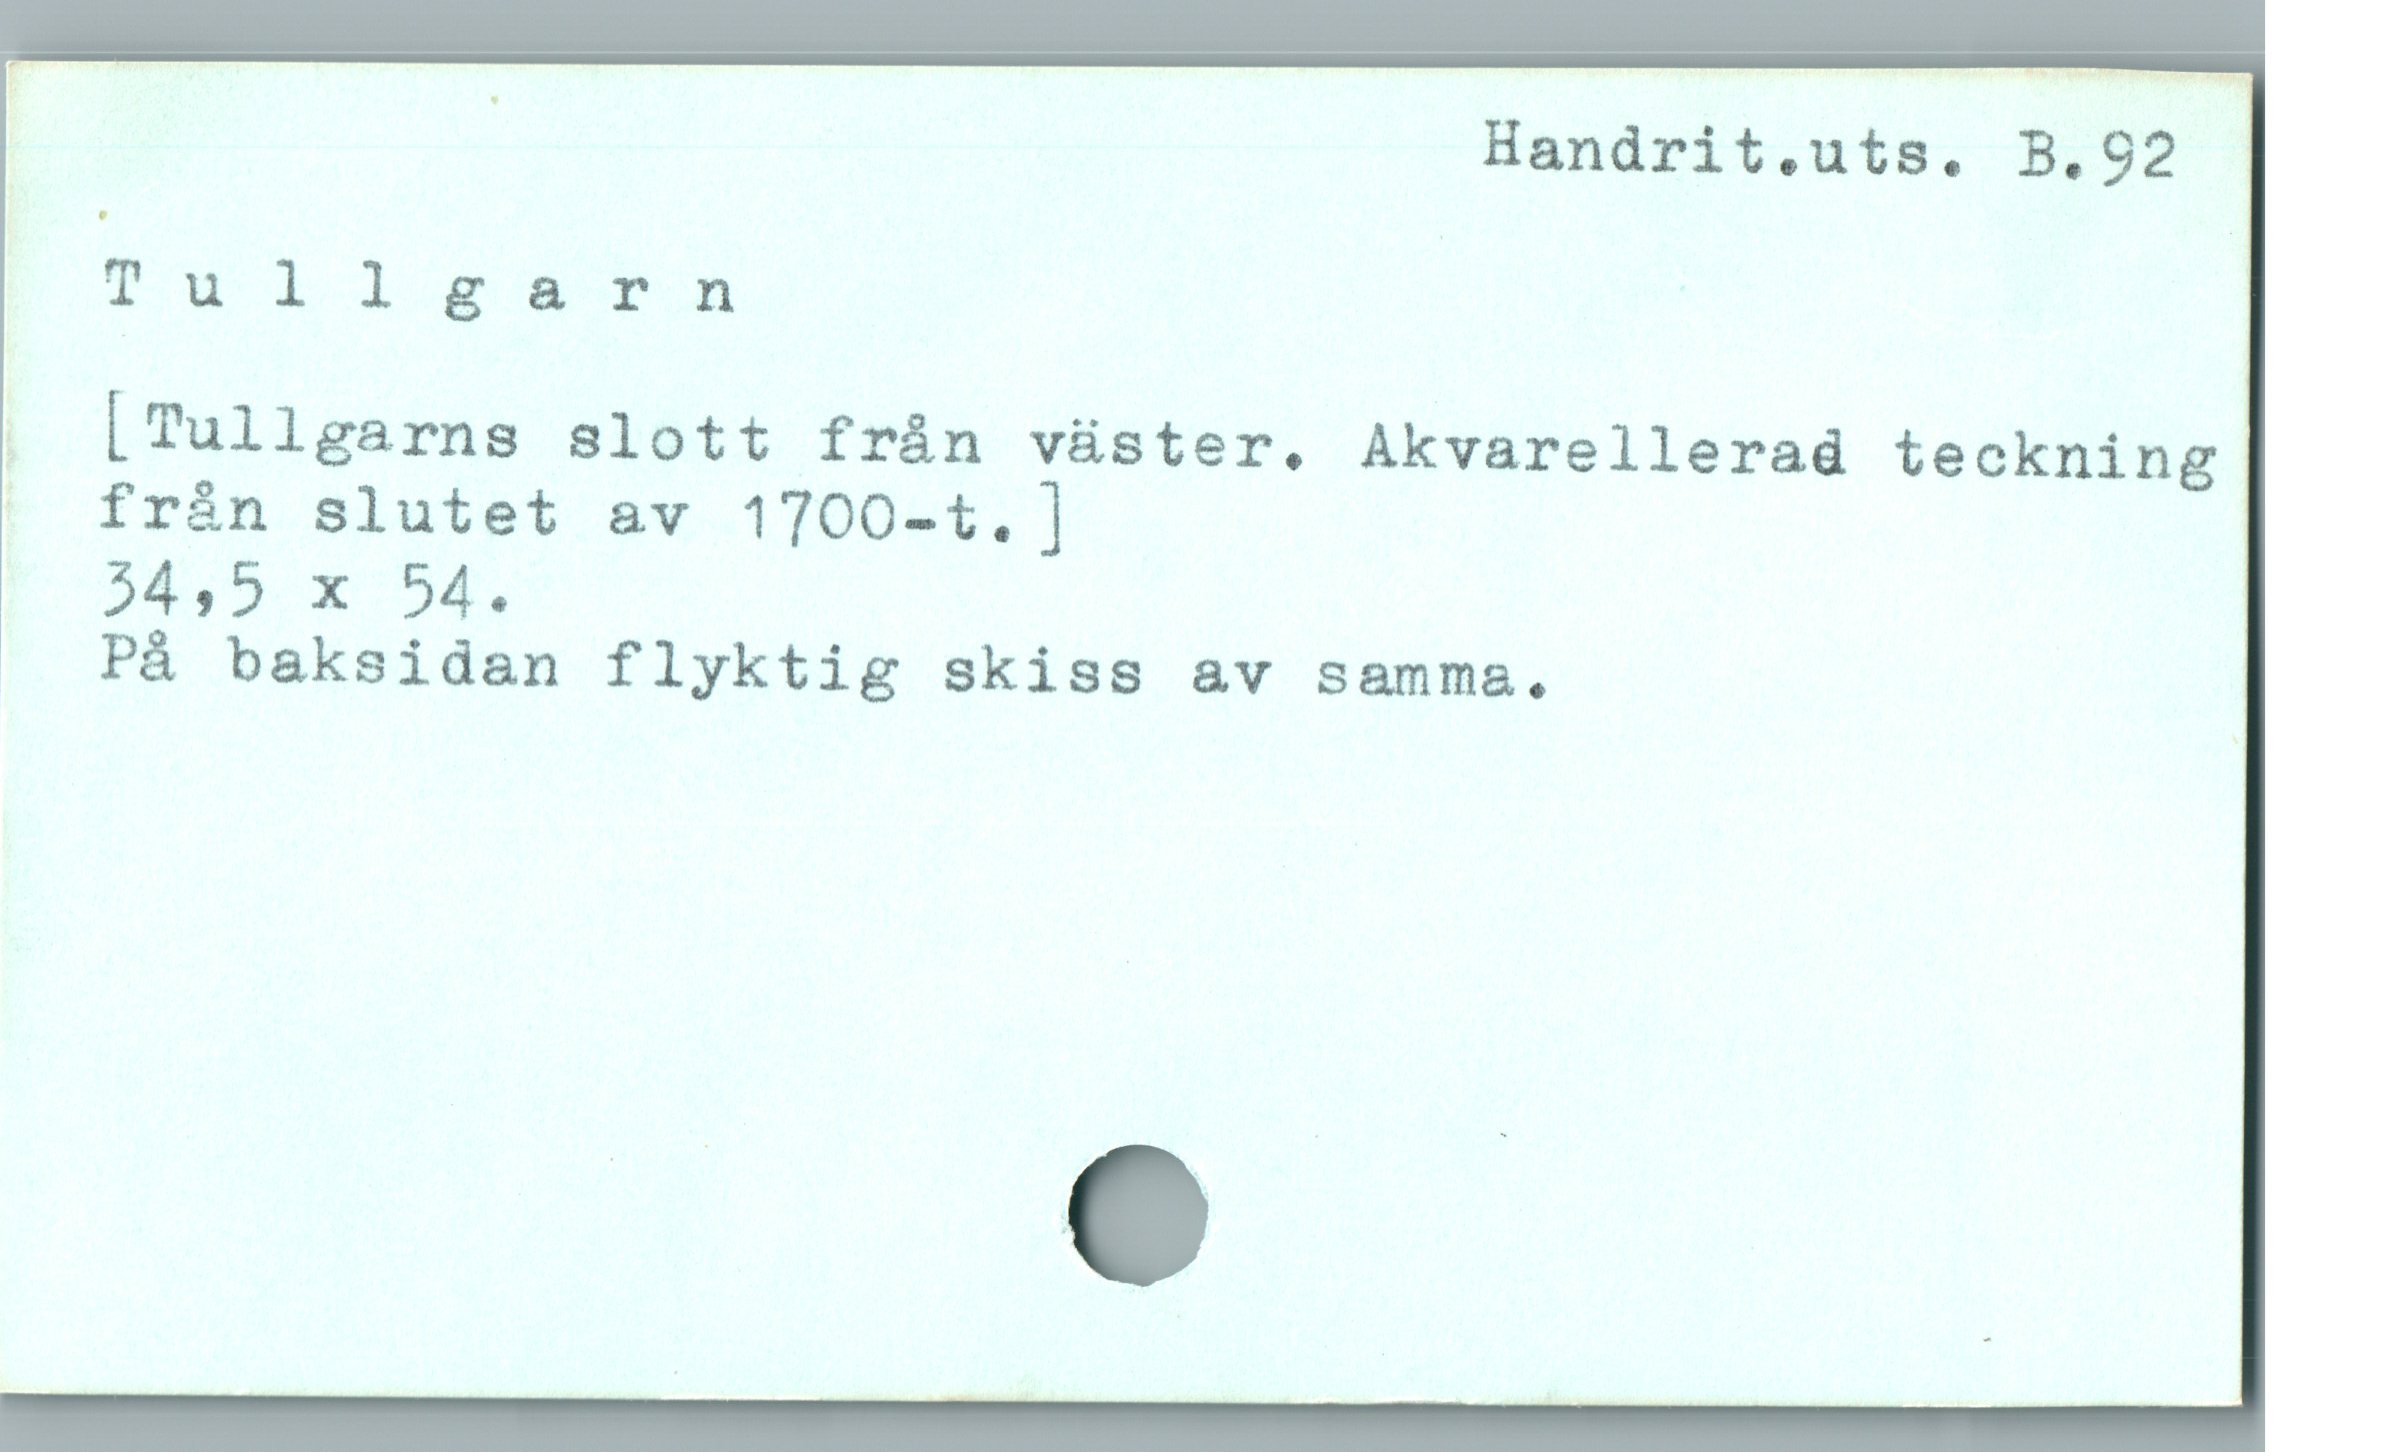 Handrit.uts. B.92
T u l l g a r n
[Tullgarns slott från väster. Akvarellerad teckning
från slutet av 1700-t.]
34,5 x 54.
På baksidan flyktig skiss av samma.